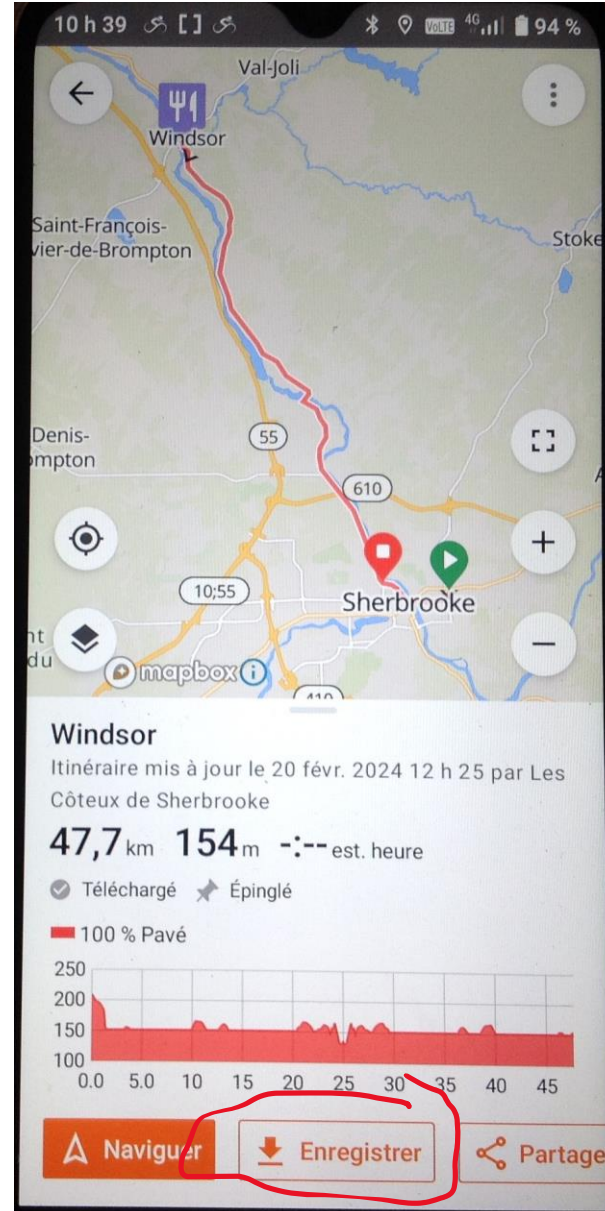 10 h 39
VoLTE 4G 94 %
Val-Joli
Windsor
Saint-François-
vier-de-Brompton
Stoke
Denis-
ompton
55
610
10;55
Sherbrooke
nt
du
mapbox i
410
Windsor
Itinéraire mis à jour le 20 févr. 2024 12 h 25 par Les
Côteux de Sherbrooke
47,7 km 154 m -:-- est. heure
Téléchargé Épinglé
100 % Pavé
250
200
150
100
0.0 5.0 10 15 20 25 30 35 40 45
Naviguer Enregistrer Partage